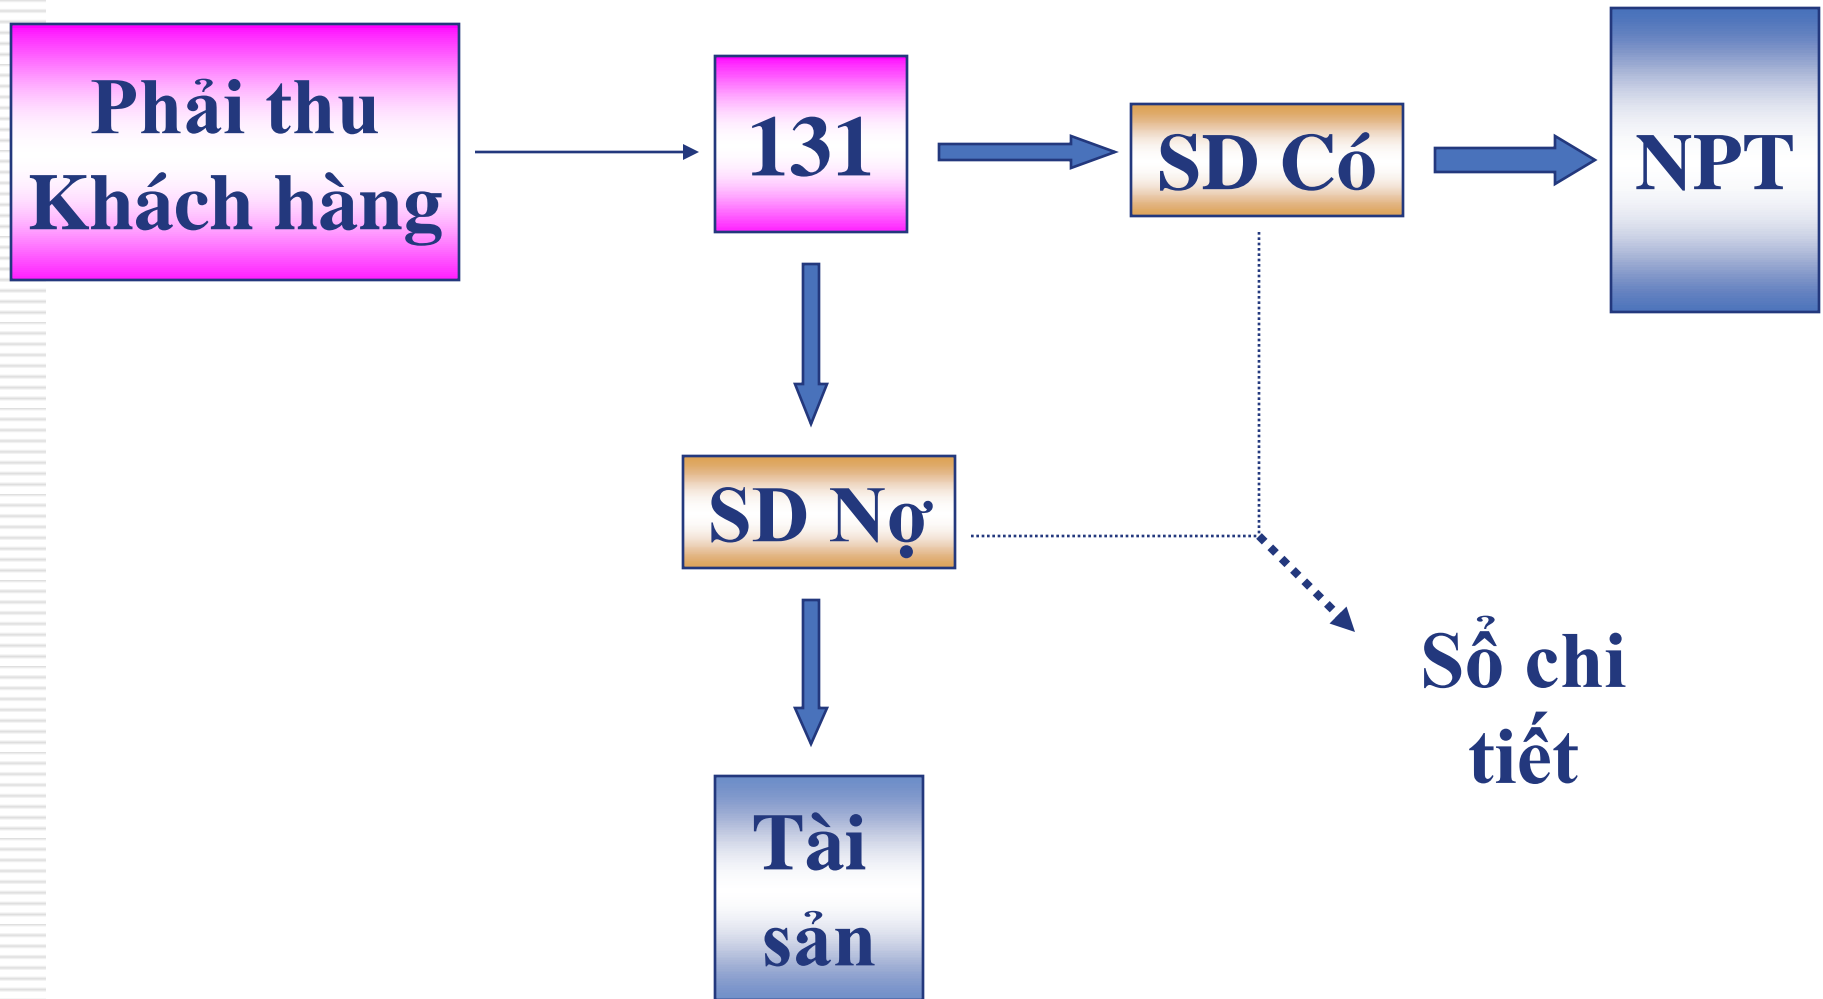 Phải thu
Khách hàng
131
SD Có
NPT
SD Nợ
Sổ chi
tiết
Tài
sản